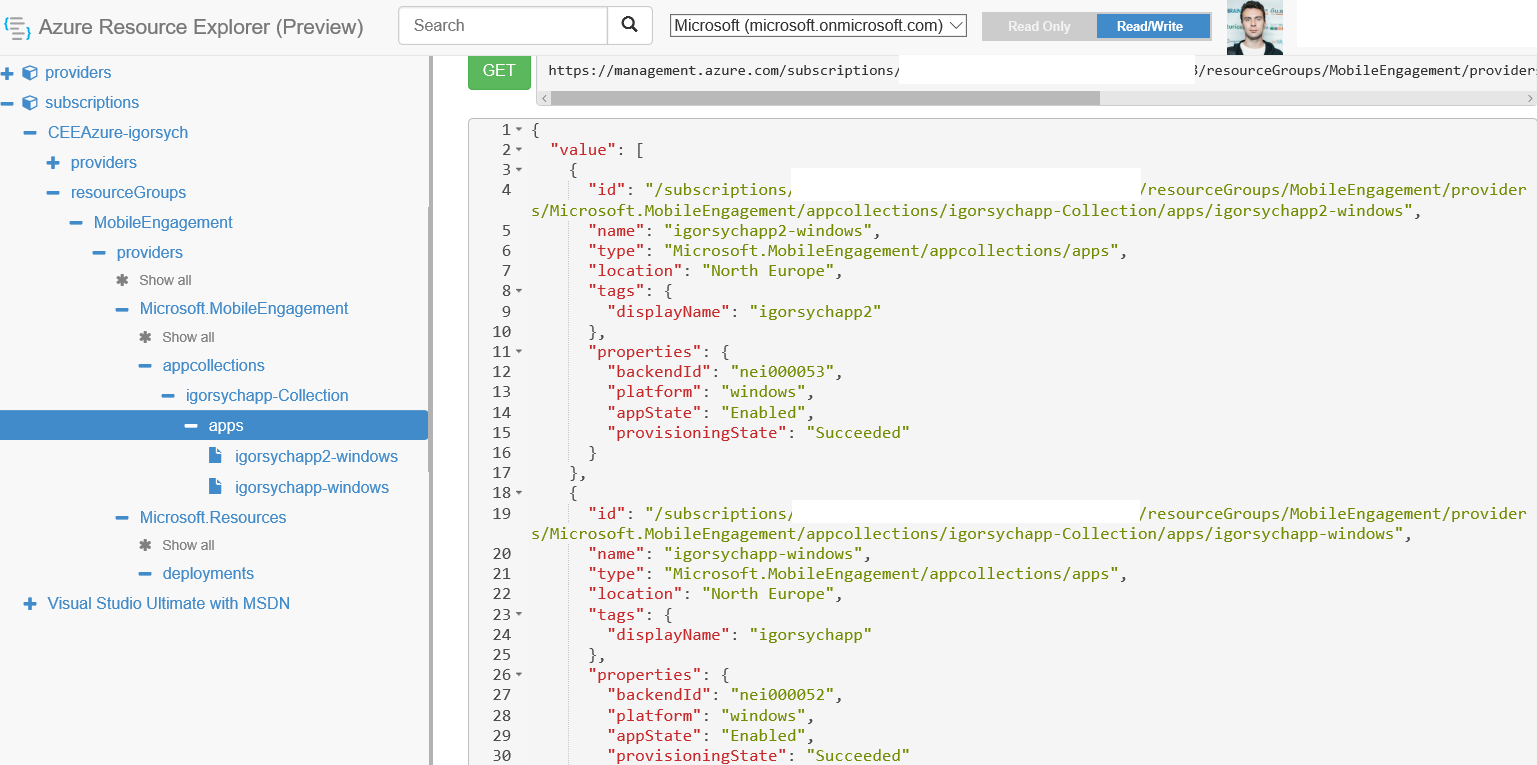 Azure Resource Explorer (Preview)
Search
Microsoft (microsoft.onmicrosoft.com)
Read Only
Read/Write
providers
subscriptions
CEEAzure-igorsych
providers
resourceGroups
MobileEngagement
providers
Show all
Microsoft.MobileEngagement
Show all
appcollections
igorsychapp-Collection
apps
igorsychapp2-windows
igorsychapp-windows
Microsoft.Resources
Show all
deployments
Visual Studio Ultimate with MSDN
GET
https://management.azure.com/subscriptions/ /resourceGroups/MobileEngagement/providers
1 {
2 "value": [
3 {
4 "id": "/subscriptions/ /resourceGroups/MobileEngagement/provider
s/Microsoft.MobileEngagement/appcollections/igorsychapp-Collection/apps/igorsychapp2-windows",
5 "name": "igorsychapp2-windows",
6 "type": "Microsoft.MobileEngagement/appcollections/apps",
7 "location": "North Europe",
8 "tags": {
9 "displayName": "igorsychapp2"
10 },
11 "properties": {
12 "backendId": "nei000053",
13 "platform": "windows",
14 "appState": "Enabled",
15 "provisioningState": "Succeeded"
16 }
17 },
18 {
19 "id": "/subscriptions/ /resourceGroups/MobileEngagement/provider
s/Microsoft.MobileEngagement/appcollections/igorsychapp-Collection/apps/igorsychapp-windows",
20 "name": "igorsychapp-windows",
21 "type": "Microsoft.MobileEngagement/appcollections/apps",
22 "location": "North Europe",
23 "tags": {
24 "displayName": "igorsychapp"
25 },
26 "properties": {
27 "backendId": "nei000052",
28 "platform": "windows",
29 "appState": "Enabled",
30 "provisioningState": "Succeeded"